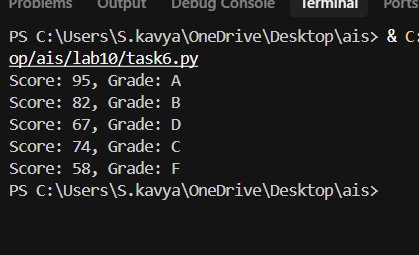 Problems Output Debug Console Terminal Ports
PS C:\Users\S.kavya\OneDrive\Desktop\ais> & C:
op/ais/lab10/task6.py
Score: 95, Grade: A
Score: 82, Grade: B
Score: 67, Grade: D
Score: 74, Grade: C
Score: 58, Grade: F
PS C:\Users\S.kavya\OneDrive\Desktop\ais>